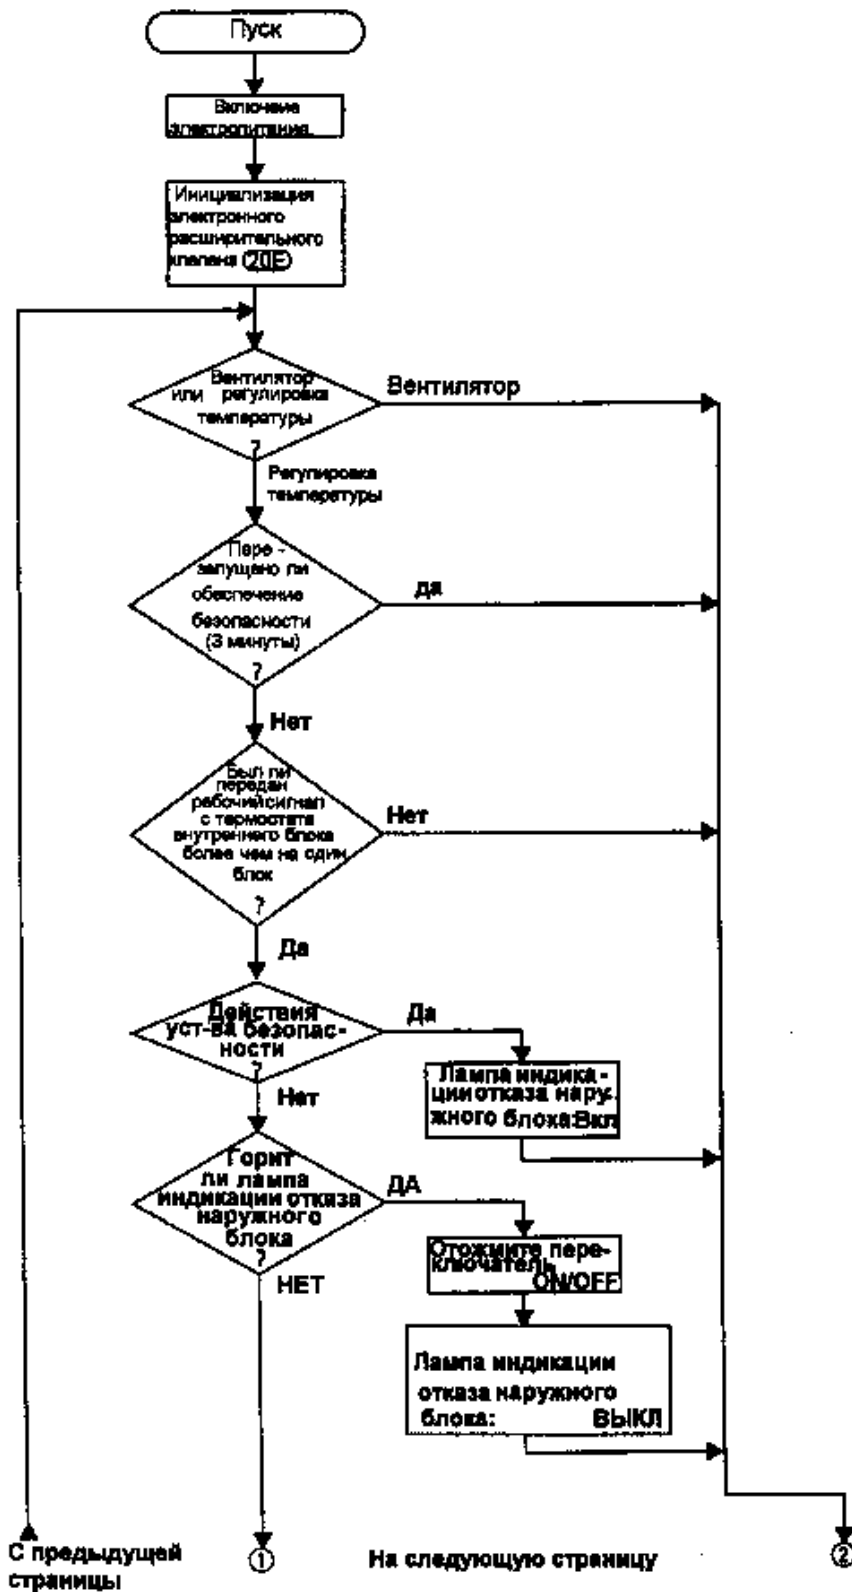 Пуск
Включение
электропитания.
Инициализация
электронного
расширительного
клапана (20E)
Вентилятор
или регулировка
температуры
?
Вентилятор
Регулировка
температуры
Пере -
запущено ли
обеспечение
безопасности
(3 минуты)
?
да
Нет
Был ли
передан
рабочий сигнал
с термостата
внутреннего блока
более чем на один
блок
?
Нет
Да
Действия
уст-ва безопас-
ности
?
Да
Нет
Лампа индика -
ции отказа нару-
жного блока:Вкл
Горит
ли лампа
индикации отказа
наружного
блока
?
ДА
НЕТ
Отожмите пере-
ключатель
ON/OFF
Лампа индикации
отказа наружного
блока: ВЫКЛ
С предыдущей
страницы
1
На следующую страницу
2